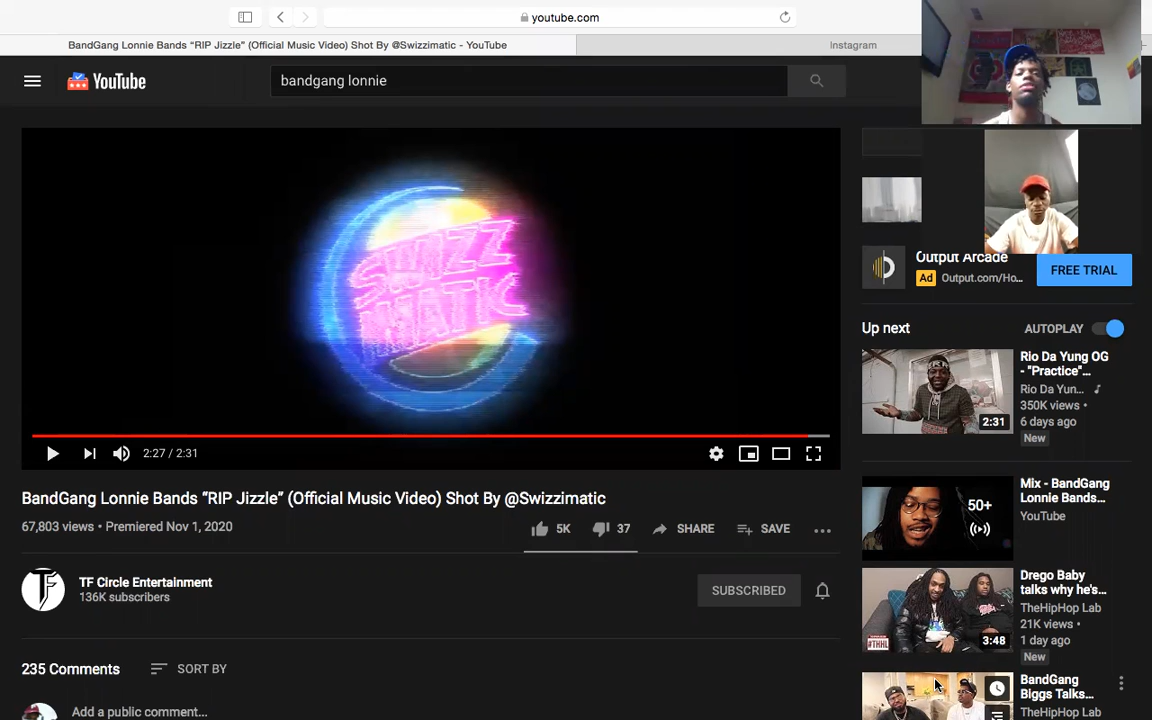 youtube.com
BandGang Lonnie Bands “RIP Jizzle” (Official Music Video) Shot By @Swizzimatic - YouTube
Instagram
YouTube
bandgang lonnie
SWIZZ
MATIC
Output Arcade
Ad Output.com/Ho...
FREE TRIAL
Up next
AUTOPLAY
Rio Da Yung OG
- "Practice"...
Rio Da Yun...
350K views •
6 days ago
New
2:31
2:27 / 2:31
BandGang Lonnie Bands “RIP Jizzle” (Official Music Video) Shot By @Swizzimatic
67,803 views • Premiered Nov 1, 2020
5K
37
SHARE
SAVE
Mix - BandGang
Lonnie Bands...
YouTube
50+
TF Circle Entertainment
136K subscribers
SUBSCRIBED
Drego Baby
talks why he's...
TheHipHop Lab
21K views •
1 day ago
New
#THHL
3:48
235 Comments
SORT BY
BandGang
Biggs Talks...
TheHipHop Lab
Add a public comment...